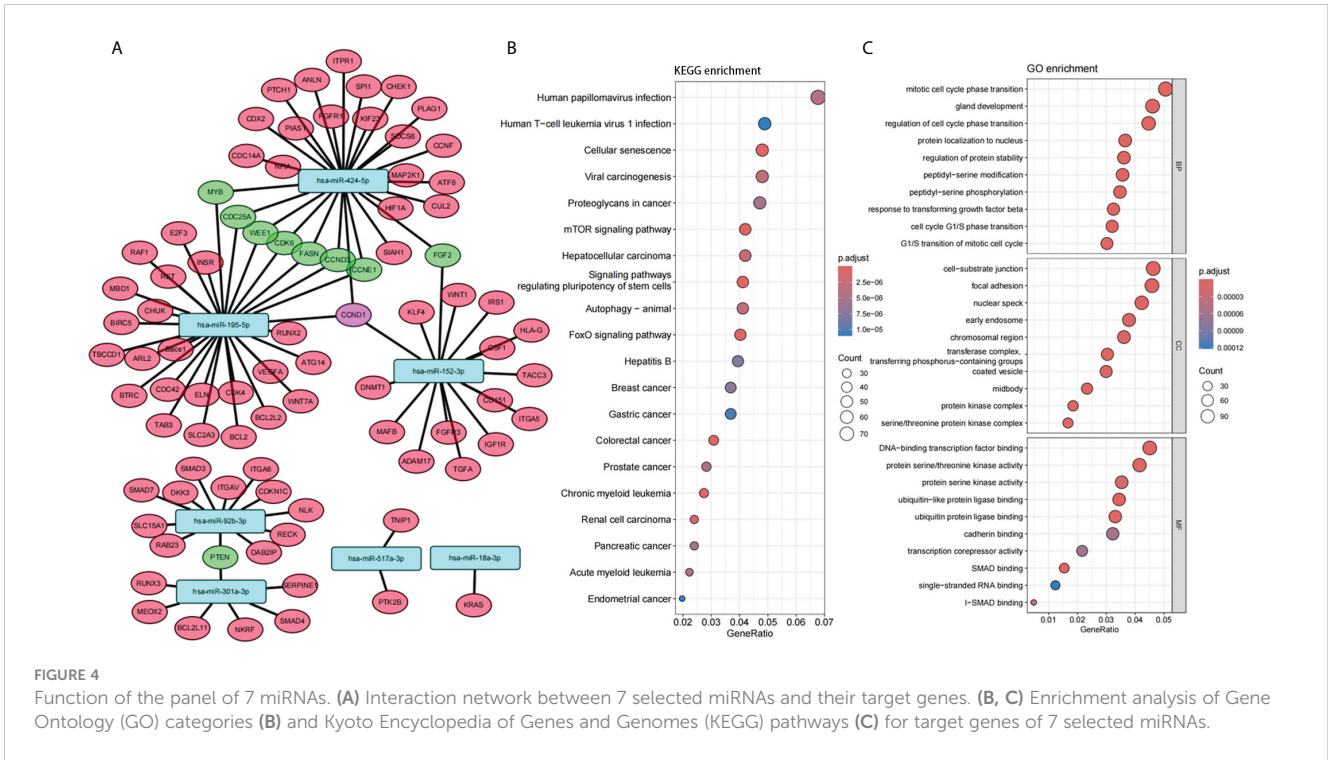 A
ITPR1
ANLN
SPI1
CHEK1
PTCH1
PLAG1
FGFR1
KIF23
CDX2
PIAS1
SOCS6
CCNF
CDC14A
NFIA
MAP2K1
ATF6
hsa-miR-424-5p
MYB
CUL2
HIF1A
CDC25A
WEE1
CDK6
FASN
CCND3
CCNE1
SIAH1
FGF2
E2F3
RAF1
INSR
RET
MBD1
CHUK
BIRC5
hsa-miR-195-5p
CCND1
RUNX2
TBCCD1
ARL2
Bace1
ATG14
VEGFA
BTRC
CDC42
ELN
CDK4
WNT7A
TAB3
BCL2L2
SLC2A3
BCL2
WNT1
IRS1
KLF4
HLA-G
CSF1
hsa-miR-152-3p
TACC3
DNMT1
CD151
ITGA5
MAFB
FGFR3
IGF1R
ADAM17
TGFA
SMAD3
ITGA6
SMAD7
DKK3
ITGAV
CDKN1C
NLK
SLC15A1
hsa-miR-92b-3p
RECK
RAB23
DAB2IP
PTEN
RUNX3
hsa-miR-301a-3p
SERPINE1
MEOX2
SMAD4
BCL2L11
NKRF
TNIP1
hsa-miR-517a-3p
PTK2B
hsa-miR-18a-3p
KRAS
B
KEGG enrichment
Human papillomavirus infection
Human T-cell leukemia virus 1 infection
Cellular senescence
Viral carcinogenesis
Proteoglycans in cancer
mTOR signaling pathway
Hepatocellular carcinoma
Signaling pathways
regulating pluripotency of stem cells
Autophagy − animal
FoxO signaling pathway
Hepatitis B
Breast cancer
Gastric cancer
Colorectal cancer
Prostate cancer
Chronic myeloid leukemia
Renal cell carcinoma
Pancreatic cancer
Acute myeloid leukemia
Endometrial cancer
0.02 0.03 0.04 0.05 0.06 0.07
GeneRatio
p.adjust
2.5e-06
5.0e-06
7.5e-06
1.0e-05
Count
30
40
50
60
70
C
GO enrichment
mitotic cell cycle phase transition
gland development
regulation of cell cycle phase transition
protein localization to nucleus
regulation of protein stability
peptidyl-serine modification
peptidyl-serine phosphorylation
response to transforming growth factor beta
cell cycle G1/S phase transition
G1/S transition of mitotic cell cycle
BP
cell−substrate junction
focal adhesion
nuclear speck
early endosome
chromosomal region
transferase complex,
transferring phosphorus-containing groups
coated vesicle
midbody
protein kinase complex
serine/threonine protein kinase complex
CC
DNA-binding transcription factor binding
protein serine/threonine kinase activity
protein serine kinase activity
ubiquitin-like protein ligase binding
ubiquitin protein ligase binding
cadherin binding
transcription corepressor activity
SMAD binding
single-stranded RNA binding
I-SMAD binding
MF
0.01 0.02 0.03 0.04 0.05
GeneRatio
p.adjust
0.00003
0.00006
0.00009
0.00012
Count
30
60
90
FIGURE 4
Function of the panel of 7 miRNAs. (A) Interaction network between 7 selected miRNAs and their target genes. (B, C) Enrichment analysis of Gene
Ontology (GO) categories (B) and Kyoto Encyclopedia of Genes and Genomes (KEGG) pathways (C) for target genes of 7 selected miRNAs.